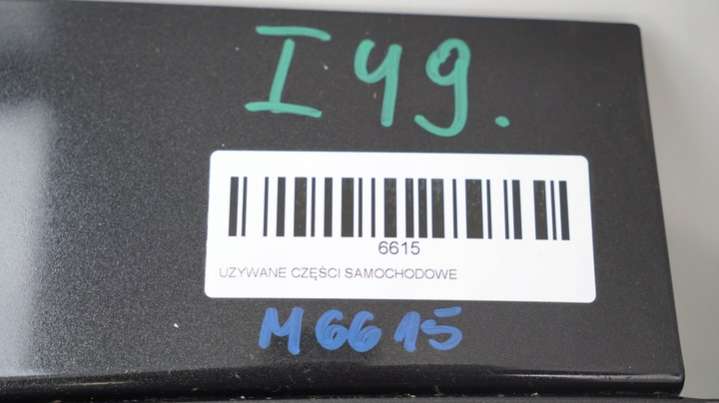 I49.
6615
UZYWANE CZĘŚCI SAMOCHODOWE
M6615